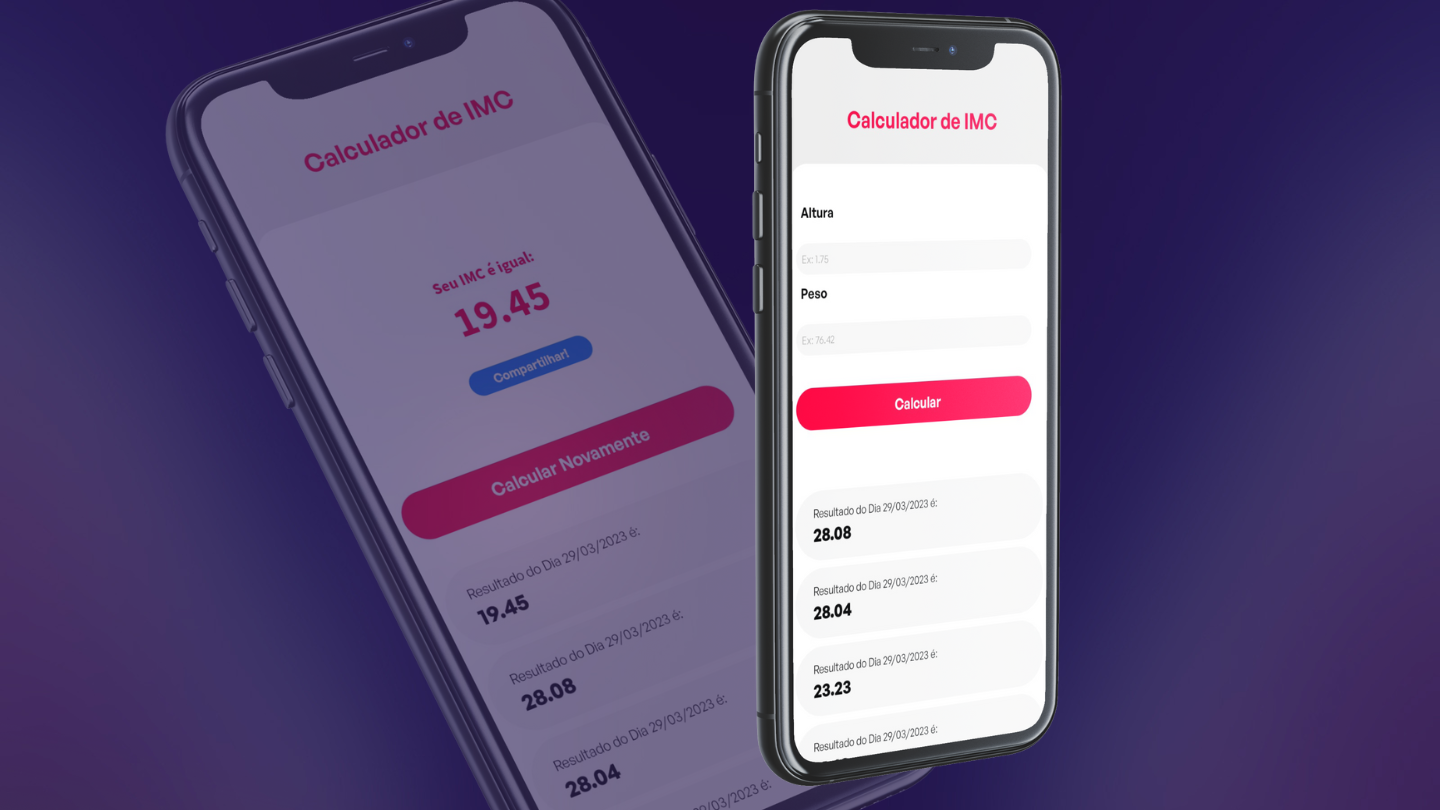 Calculador de IMC
Seu IMC é igual:
19.45
Compartilhar!
Calcular Novamente
Resultado do Dia 29/03/2023 é:
19.45
Resultado do Dia 29/03/2023 é:
28.08
Resultado do Dia 29/03/2023 é:
28.04
/03/2023 é:
Calculador de IMC
Altura
Ex: 1.75
Peso
Ex: 76.42
Calcular
Resultado do Dia 29/03/2023 é:
28.08
Resultado do Dia 29/03/2023 é:
28.04
Resultado do Dia 29/03/2023 é:
23.23
Resultado do Dia 29/03/2023 é: